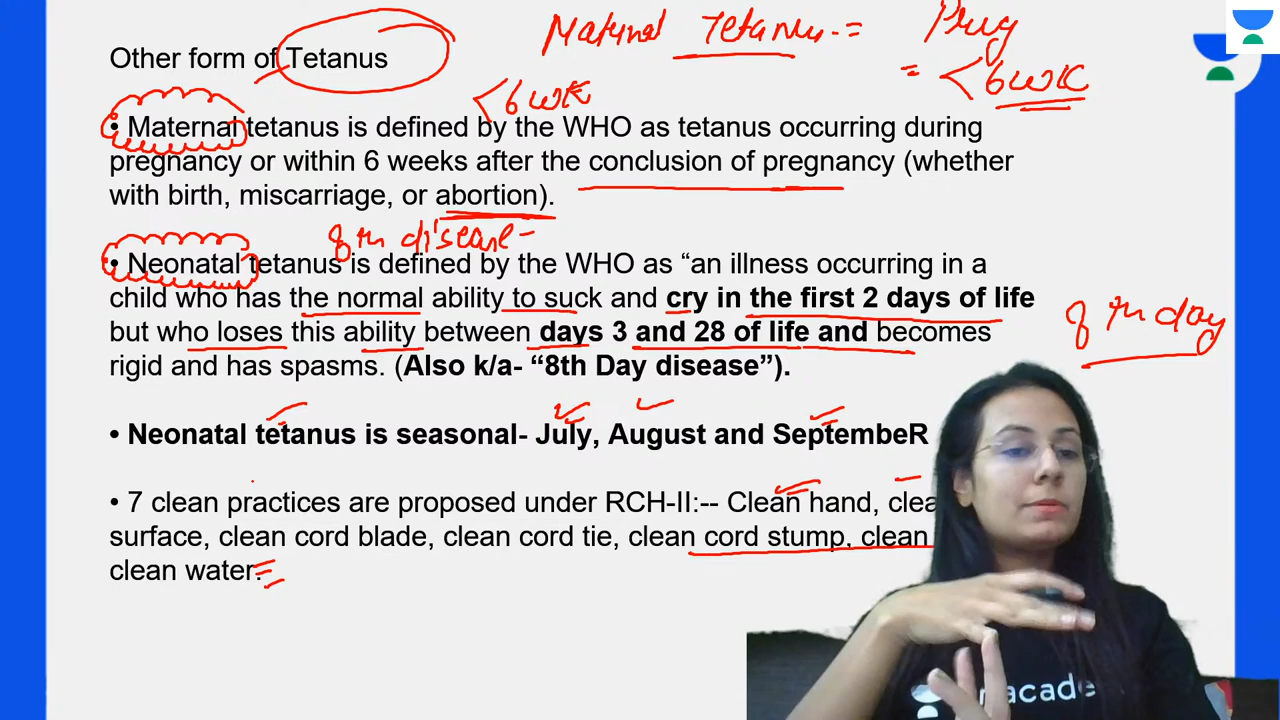 Maternal Tetanus -= Preg
Other form of Tetanus
= <6 WK
<6 WK
• Maternal tetanus is defined by the WHO as tetanus occurring during
pregnancy or within 6 weeks after the conclusion of pregnancy (whether
with birth, miscarriage, or abortion).
8th disease -
• Neonatal tetanus is defined by the WHO as “an illness occurring in a
child who has the normal ability to suck and cry in the first 2 days of life
but who loses this ability between days 3 and 28 of life and becomes
8th day
rigid and has spasms. (Also k/a- “8th Day disease”).
• Neonatal tetanus is seasonal- July, August and SeptembeR
• 7 clean practices are proposed under RCH-II:-- Clean hand, clea
surface, clean cord blade, clean cord tie, clean cord stump, clean
clean water.
nacade